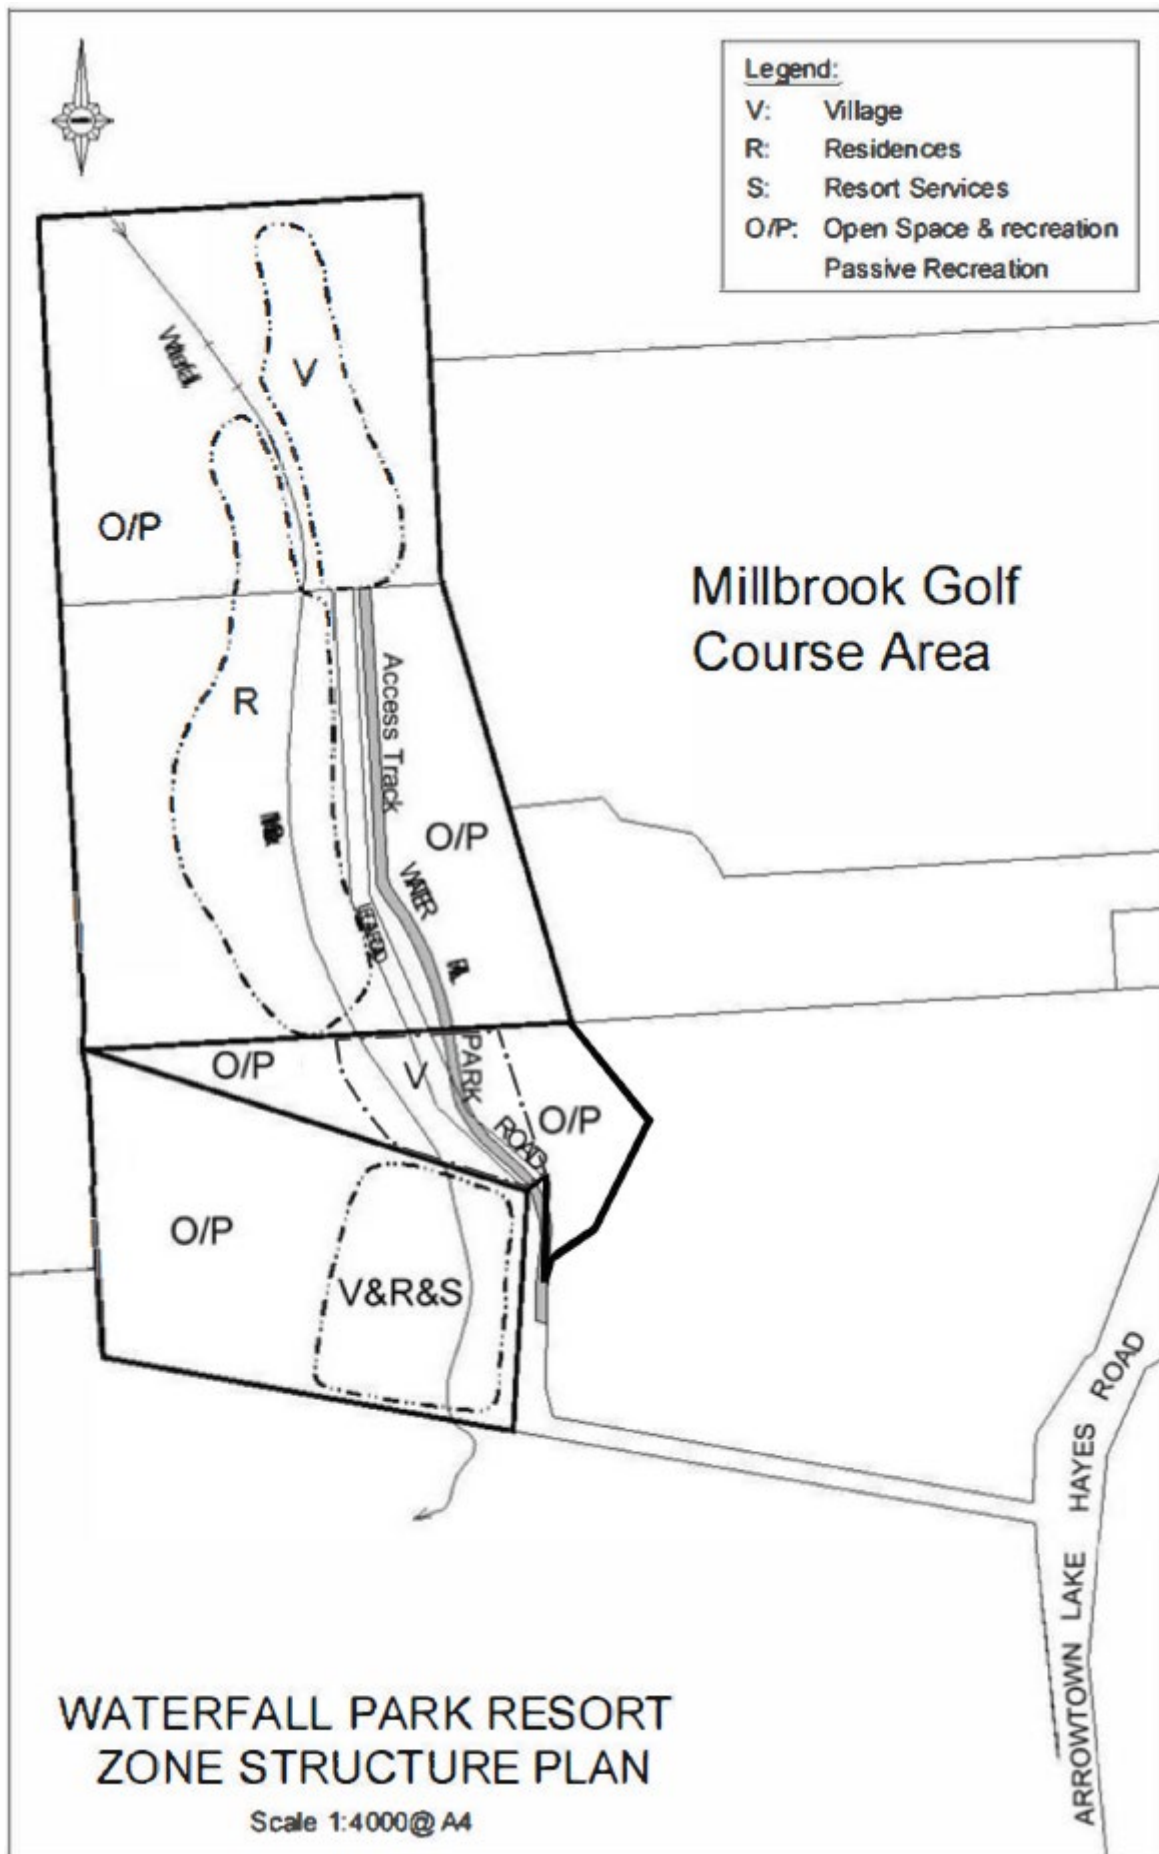 Legend:
V: Village
R: Residences
S: Resort Services
O/P: Open Space & recreation
Passive Recreation
Waterfall
V
O/P
Millbrook Golf
Course Area
R
Access Track
O/P
WATER
PARK
ROAD
O/P
V
O/P
O/P
V&R&S
ARROWTOWN LAKE HAYES ROAD
WATERFALL PARK RESORT
ZONE STRUCTURE PLAN
Scale 1:4000@ A4